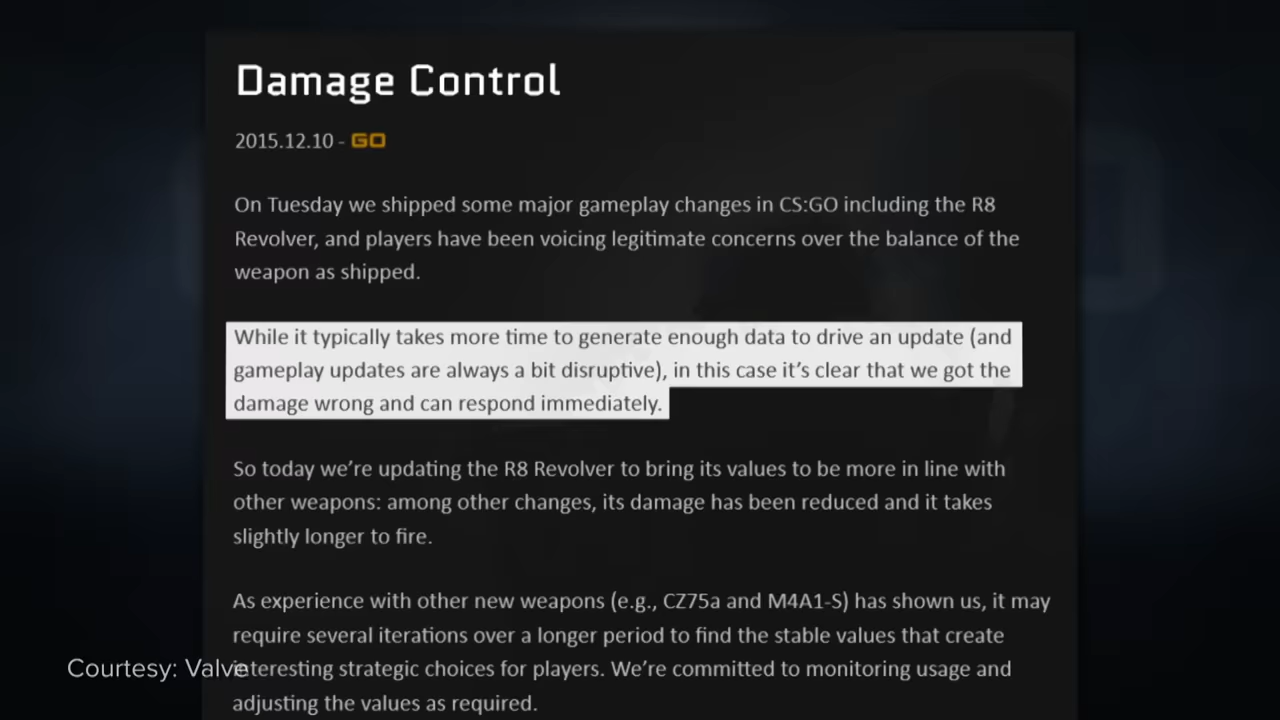 Damage Control
2015.12.10 - GO
On Tuesday we shipped some major gameplay changes in CS:GO including the R8
Revolver, and players have been voicing legitimate concerns over the balance of the
weapon as shipped.
While it typically takes more time to generate enough data to drive an update (and
gameplay updates are always a bit disruptive), in this case it’s clear that we got the
damage wrong and can respond immediately.
So today we’re updating the R8 Revolver to bring its values to be more in line with
other weapons: among other changes, its damage has been reduced and it takes
slightly longer to fire.
As experience with other new weapons (e.g., CZ75a and M4A1-S) has shown us, it may
require several iterations over a longer period to find the stable values that create
interesting strategic choices for players. We’re committed to monitoring usage and
adjusting the values as required.
Courtesy: Valve